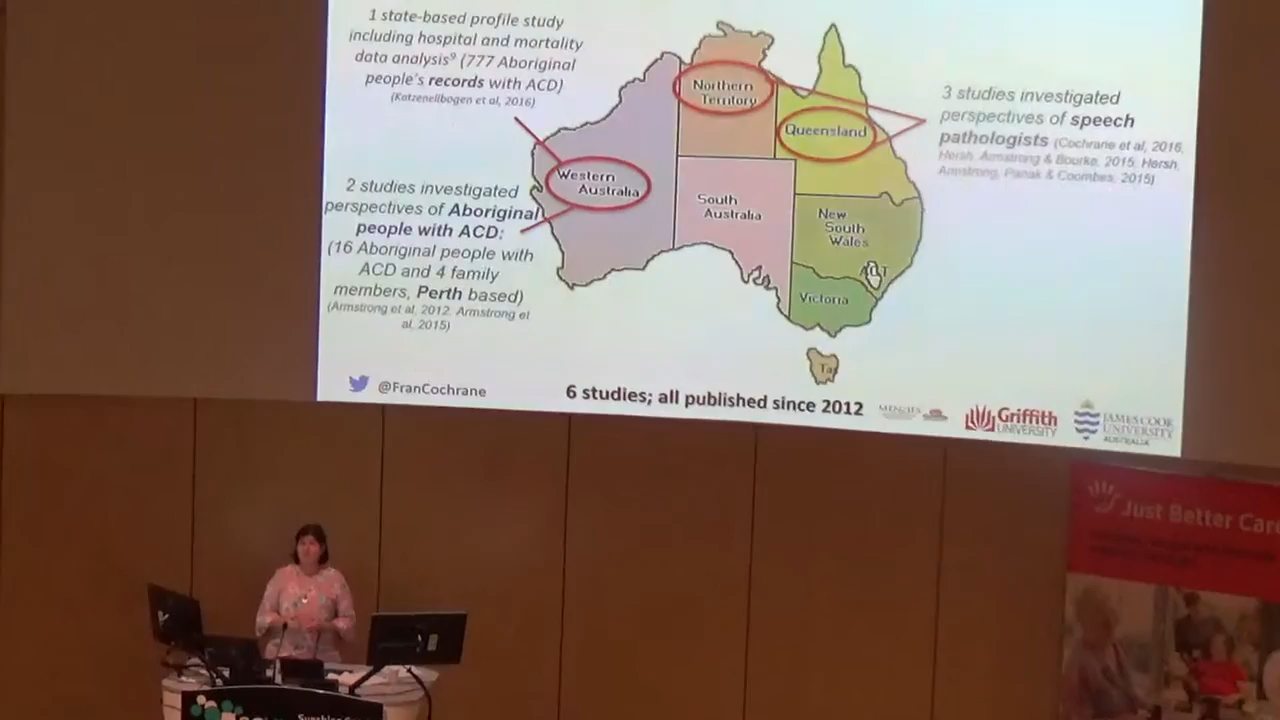 1 state-based profile study
including hospital and mortality
data analysis⁹ (777 Aboriginal
people's records with ACD)
(Katzenellbogen et al, 2016)
2 studies investigated
perspectives of Aboriginal
people with ACD:
(16 Aboriginal people with
ACD and 4 family
members, Perth based)
(Armstrong et al. 2012, Armstrong et
al. 2015)
Northern
Territory
Queensland
Western
Australia
South
Australia
New
South
Wales
Victoria
3 studies investigated
perspectives of speech
pathologists (Cochrane et al, 2016,
Hersh, Armstrong & Bourke, 2015; Hersh,
Armstrong, Panak & Coombes, 2015)
@FranCochrane
6 studies; all published since 2012
MENZIES
Griffith
UNIVERSITY
JAMES COOK
UNIVERSITY
AUSTRALIA
Just Better Care